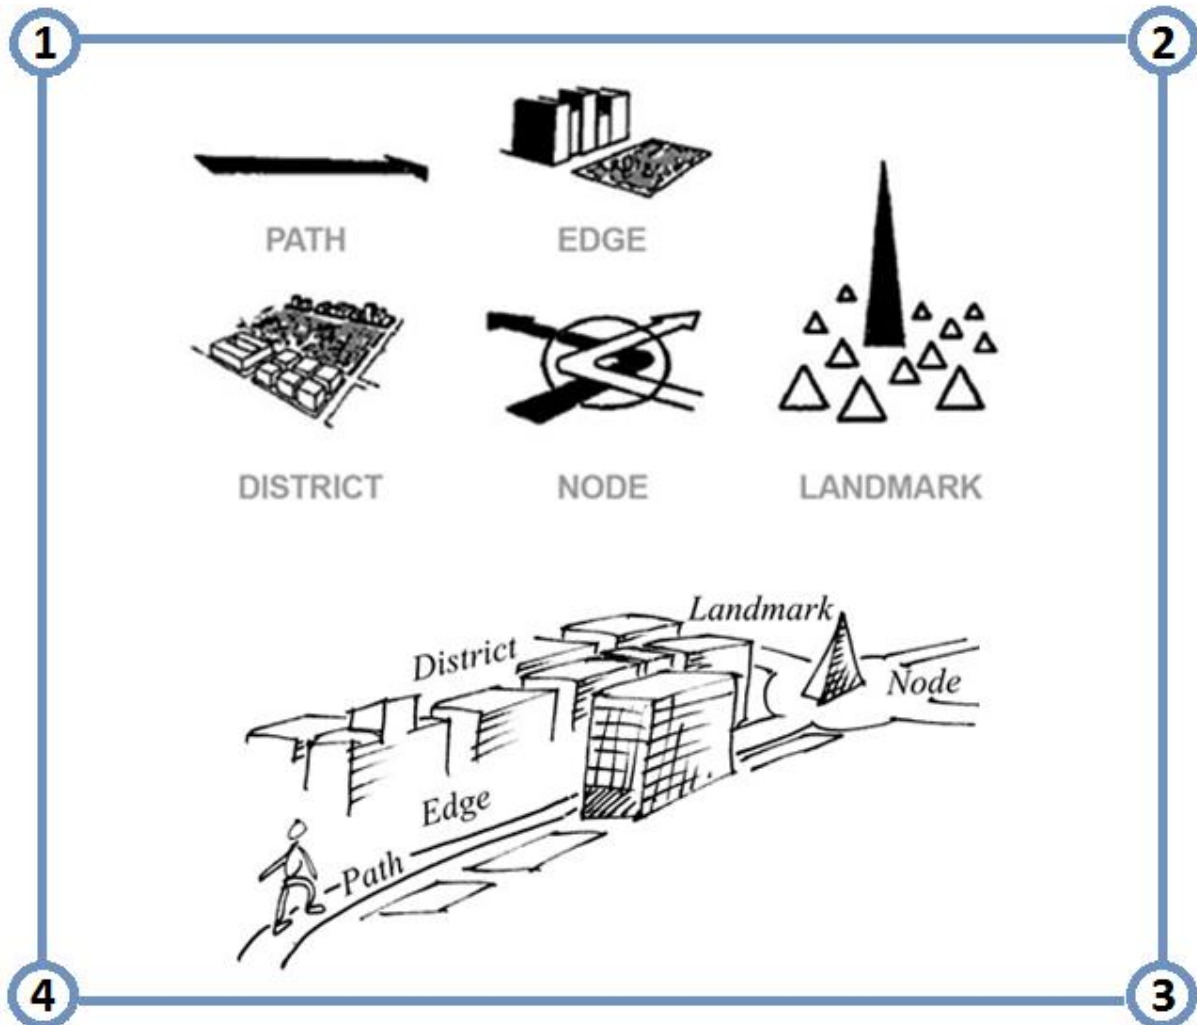 1 2
PATH EDGE
DISTRICT NODE LANDMARK
Landmark
District
Node
Edge
Path
4 3